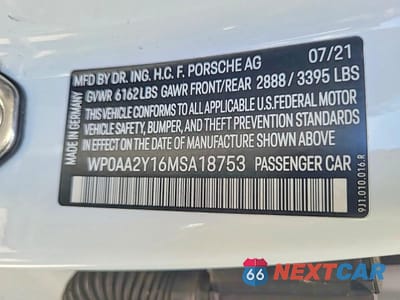 MFD BY DR. ING. H.C. F. PORSCHE AG 07/21
GVWR 6162 LBS GAWR FRONT/REAR 2888 / 3395 LBS
THIS VEHICLE CONFORMS TO ALL APPLICABLE U.S.FEDERAL MOTOR
VEHICLE SAFETY, BUMPER, AND THEFT PREVENTION STANDARDS
IN EFFECT ON THE DATE OF MANUFACTURE SHOWN ABOVE.
WP0AA2Y16MSA18753 PASSENGER CAR
MADE IN GERMANY
9J1.010.016.R
66 NEXTCAR